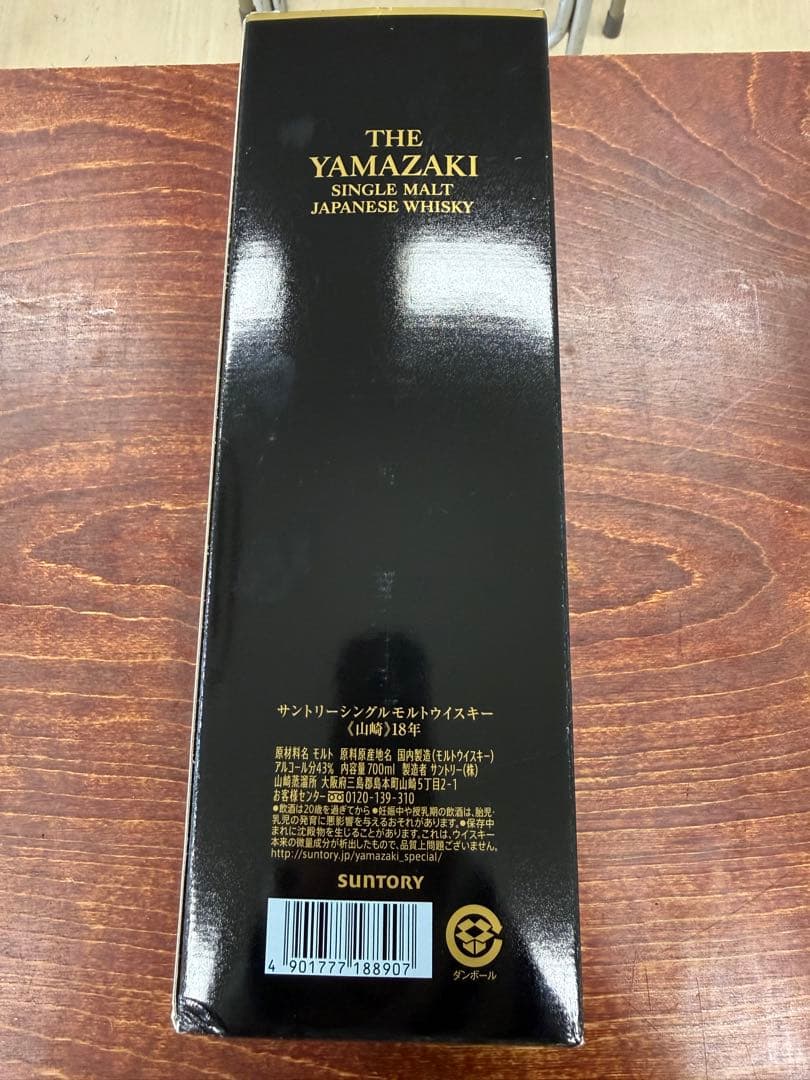 THE
YAMAZAKI
SINGLE MALT
JAPANESE WHISKY
サントリーシングルモルトウイスキー
《山崎》18年
原材料名 モルト 原料原産地名 国内製造(モルトウイスキー)
アルコール分43% 内容量700ml 製造者 サントリー(株)
山崎蒸溜所 大阪府三島郡島本町山崎5丁目2-1
お客様センター 0120-139-310
●飲酒は20歳を過ぎてから ●妊娠中や授乳期の飲酒は、胎児・
乳児の発育に悪影響を与えるおそれがあります。●保存中
まれに沈殿物を生じることがあります。これは、ウイスキー
本来の微量成分が析出したもので、品質上問題ございません。
http://suntory.jp/yamazaki_special/
SUNTORY
4 901777 188907
ダンボール